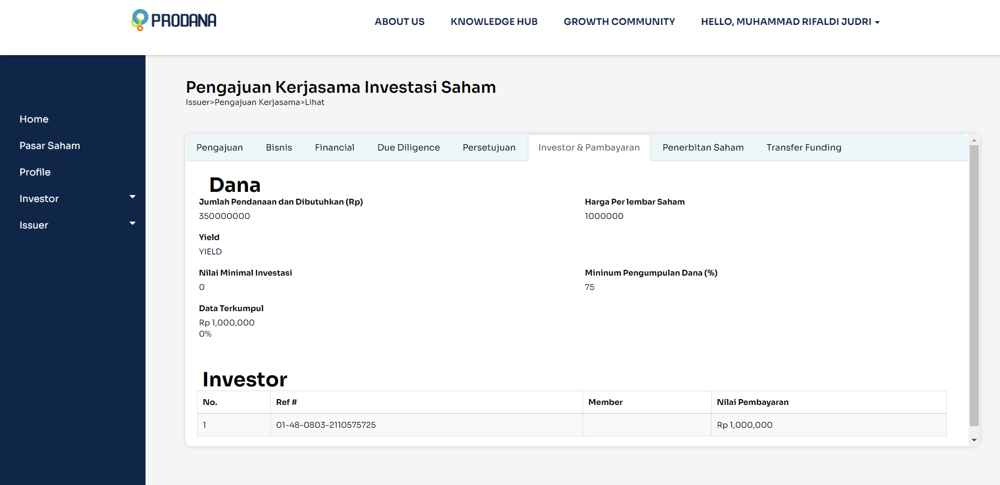 PRODANA
ABOUT US KNOWLEDGE HUB GROWTH COMMUNITY HELLO, MUHAMMAD RIFALDI JUDRI
Home
Pasar Saham
Profile
Investor
Issuer
Pengajuan Kerjasama Investasi Saham
Issuer>Pengajuan Kerjasama>Lihat
Pengajuan Bisnis Financial Due Diligence Persetujuan Investor & Pambayaran Penerbitan Saham Transfer Funding
Dana
Jumlah Pendanaan dan Dibutuhkan (Rp) Harga Per lembar Saham
350000000 1000000
Yield
YIELD
Nilai Minimal Investasi Mininum Pengumpulan Dana (%)
0 75
Data Terkumpul
Rp 1,000,000
0%
Investor
No. Ref # Member Nilai Pembayaran
1 01-48-0803-2110575725 Rp 1,000,000